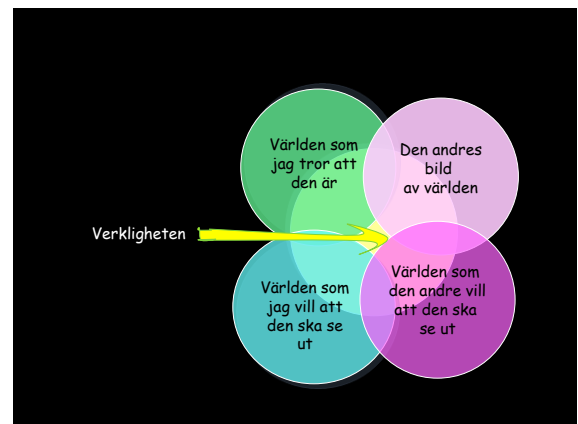 Världen som
jag tror att
den är
Den andres
bild
av världen
Verkligheten
Världen som
jag vill att
den ska se
ut
Världen som
den andre vill
att den ska
se ut